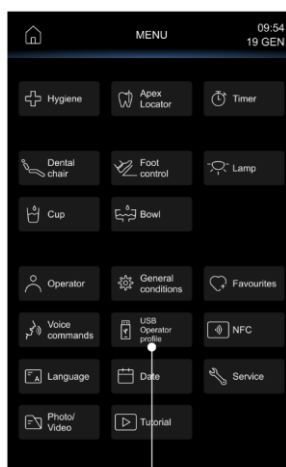 MENU
09:54
19 GEN
Hygiene
Apex
Locator
Timer
Dental
chair
Foot
control
Lamp
Cup
Bowl
Operator
General
conditions
Favourites
Voice
commands
USB
Operator
profile
NFC
A
Language
Date
Service
Photo/
Video
Tutorial